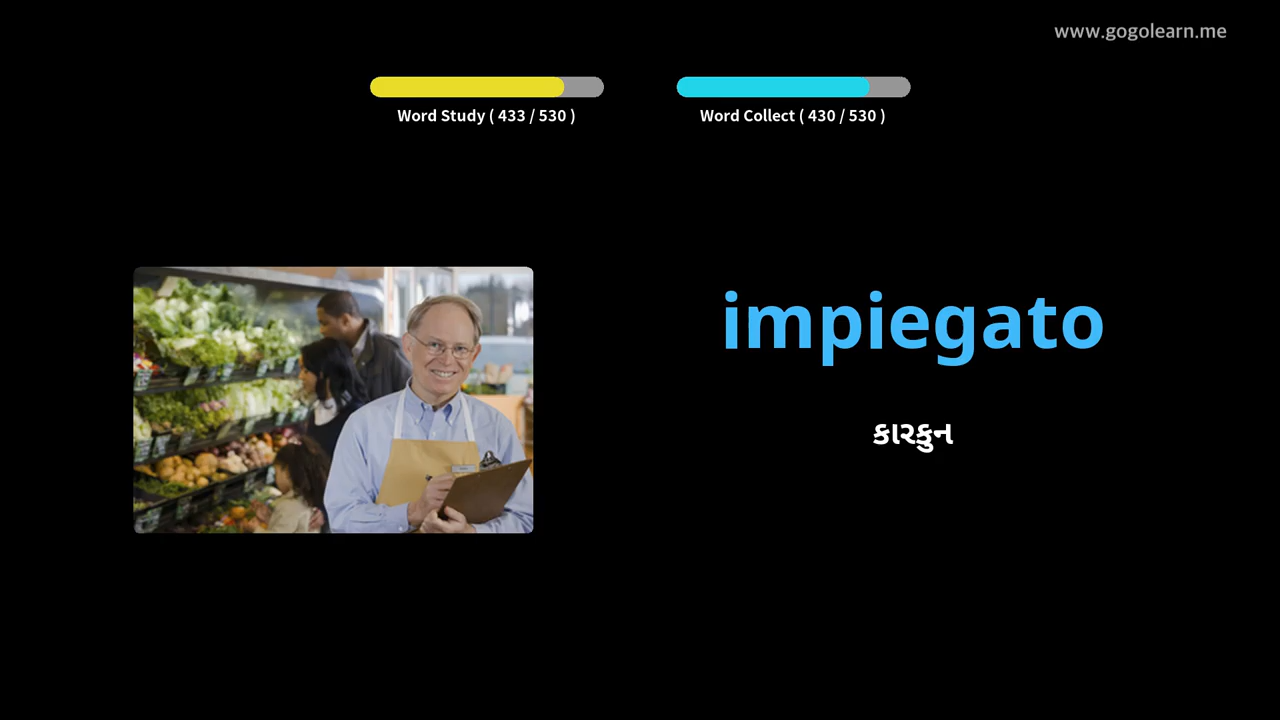 www.gogolearn.me
Word Study ( 433 / 530 )
Word Collect ( 430 / 530 )
impiegato
કારકુન